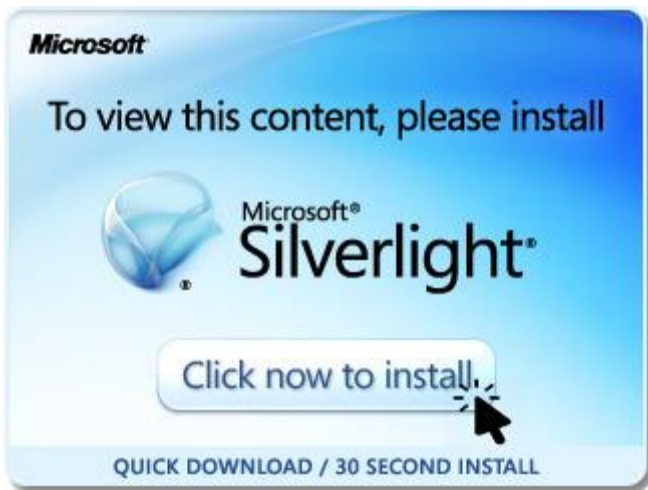 Microsoft
To view this content, please install
Microsoft®
Silverlight®
®
Click now to install
QUICK DOWNLOAD / 30 SECOND INSTALL